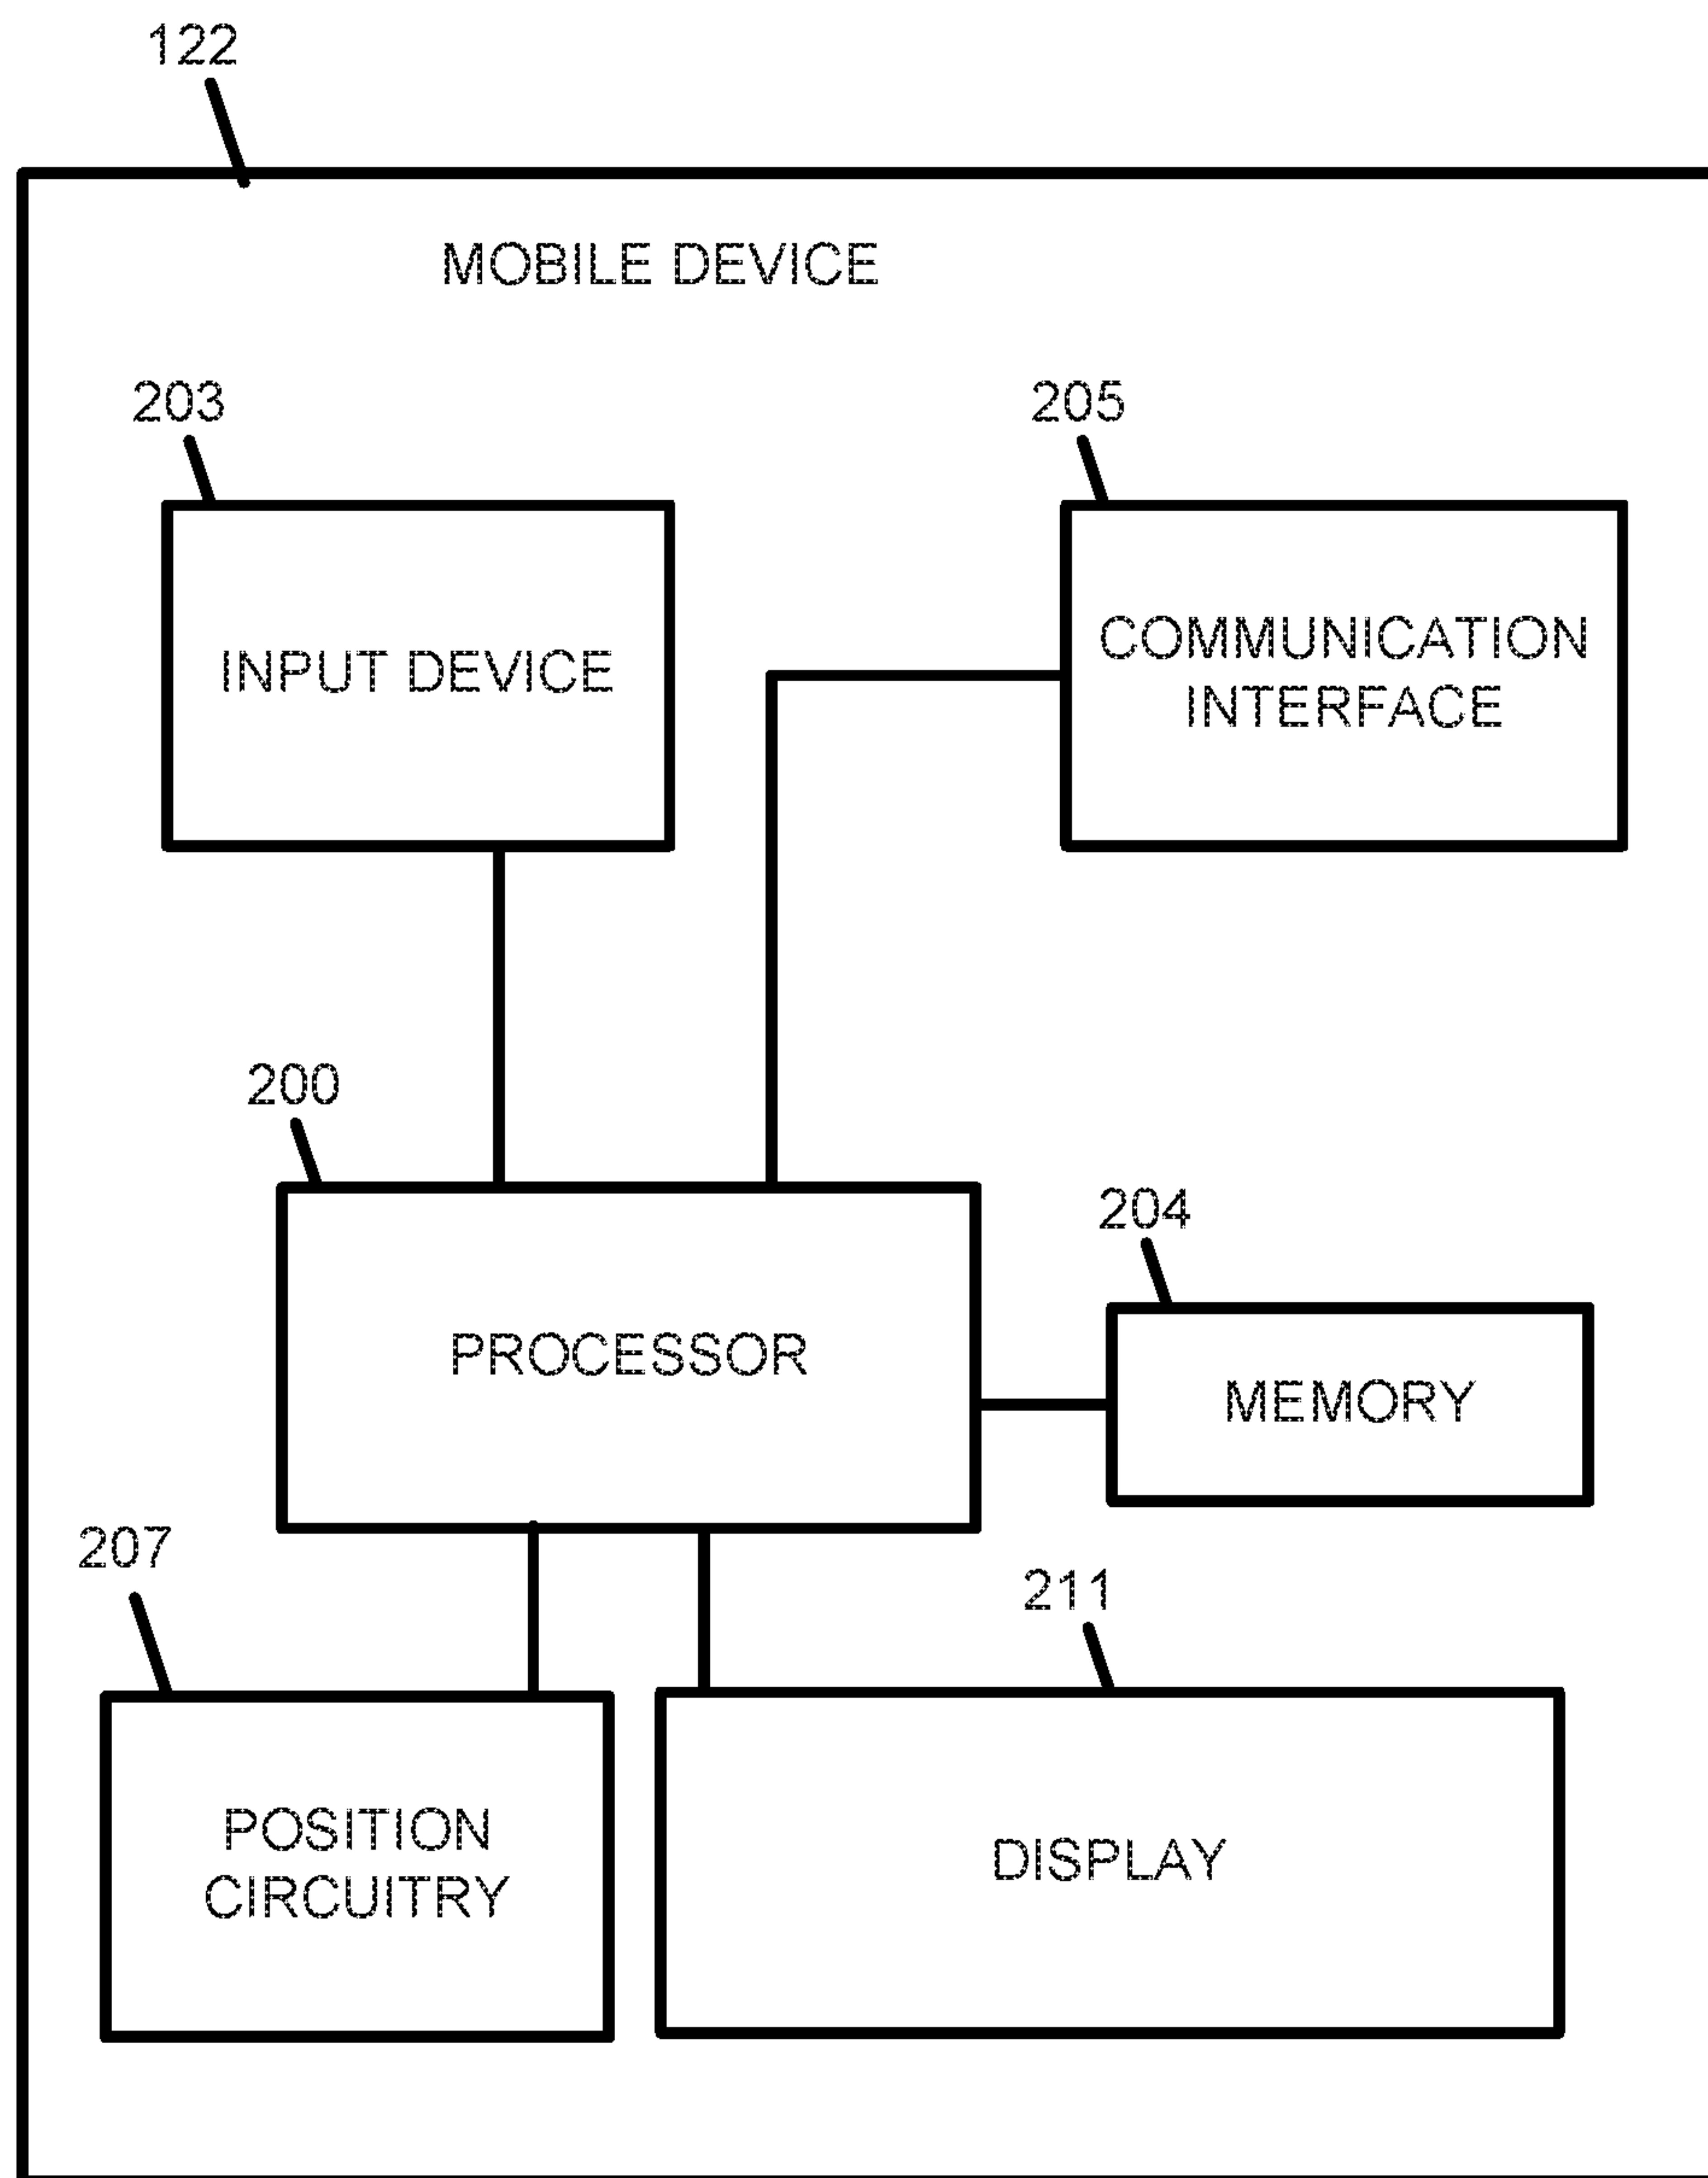 122
MOBILE DEVICE
203
205
INPUT DEVICE
COMMUNICATION
INTERFACE
200
204
PROCESSOR
MEMORY
207
211
POSITION
CIRCUITRY
DISPLAY